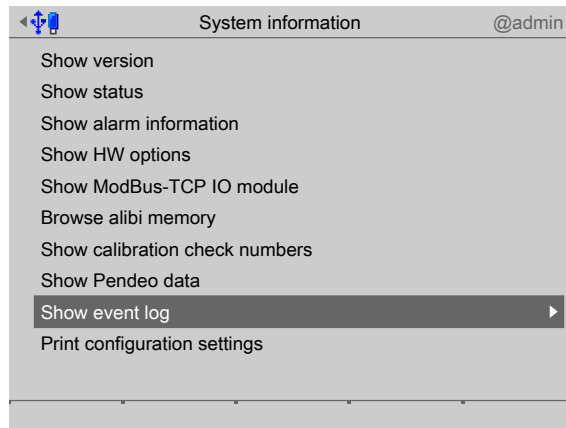 System information @admin
Show version
Show status
Show alarm information
Show HW options
Show ModBus-TCP IO module
Browse alibi memory
Show calibration check numbers
Show Pendeo data
Show event log
Print configuration settings